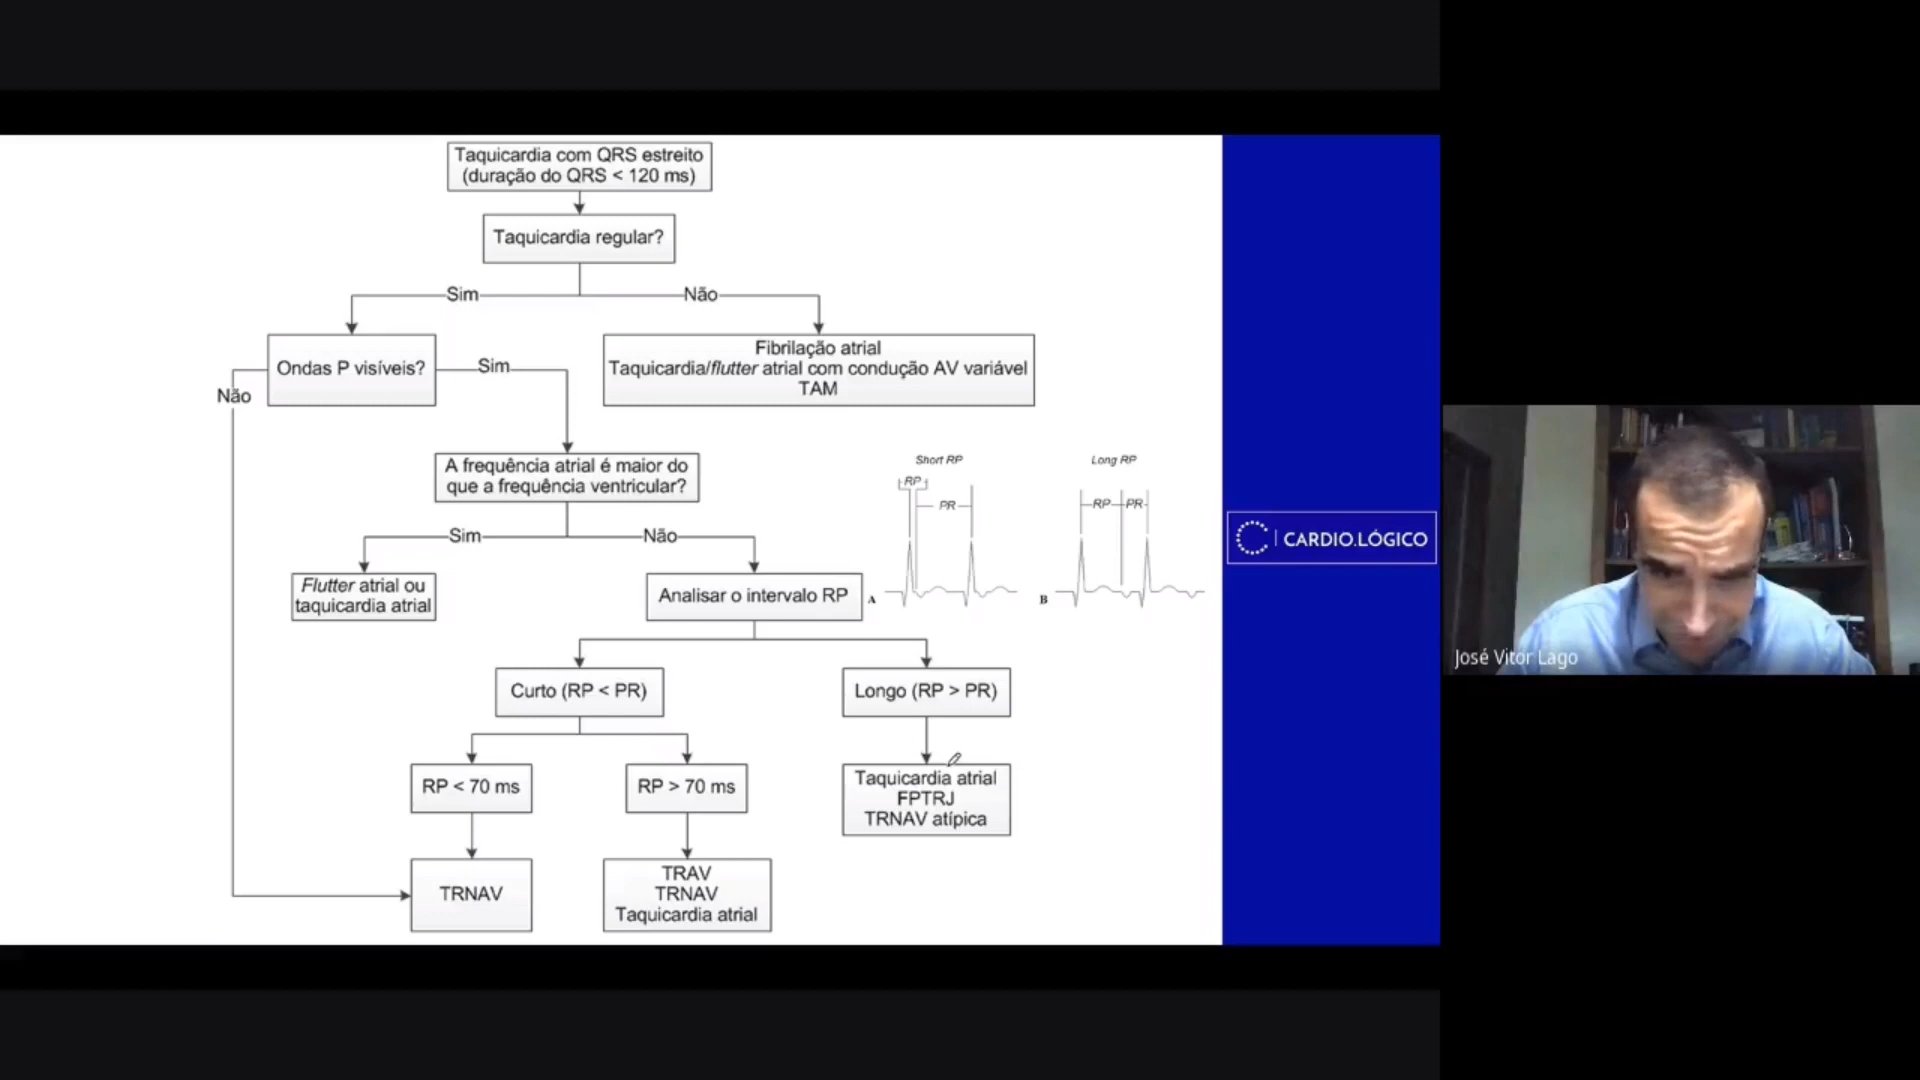 Taquicardia com QRS estreito
(duração do QRS < 120 ms)
Taquicardia regular?
Sim
Não
Ondas P visíveis?
Sim
Não
Fibrilação atrial
Taquicardia/flutter atrial com condução AV variável
TAM
A frequência atrial é maior do
que a frequência ventricular?
Sim
Não
Flutter atrial ou
taquicardia atrial
Analisar o intervalo RP
Short RP
RP
PR
A
Long RP
RP
PR
B
Curto (RP < PR)
Longo (RP > PR)
RP < 70 ms
RP > 70 ms
Taquicardia atrial
FPTRJ
TRNAV atípica
TRNAV
TRAV
TRNAV
Taquicardia atrial
CARDIO.LÓGICO
José Vitor Lago